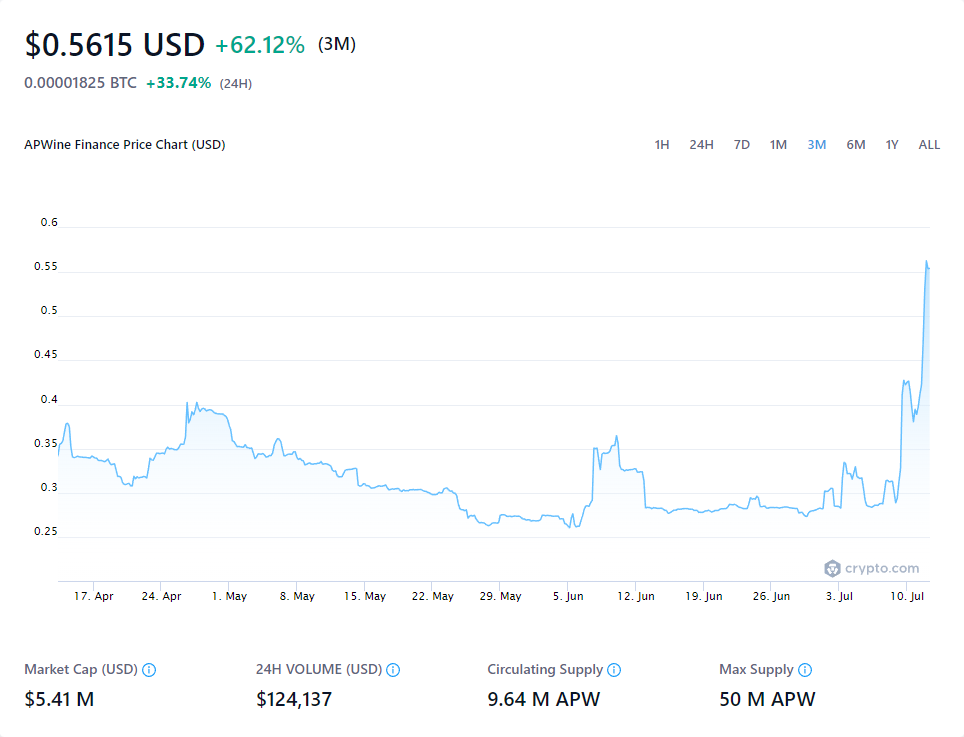 $0.5615 USD +62.12% (3M)
0.00001825 BTC +33.74% (24H)
APWine Finance Price Chart (USD)
1H 24H 7D 1M 3M 6M 1Y ALL
0.6
0.55
0.5
0.45
0.4
0.35
0.3
0.25
crypto.com
17. Apr 24. Apr 1. May 8. May 15. May 22. May 29. May 5. Jun 12. Jun 19. Jun 26. Jun 3. Jul 10. Jul
Market Cap (USD) 24H VOLUME (USD) Circulating Supply Max Supply
$5.41 M $124,137 9.64 M APW 50 M APW